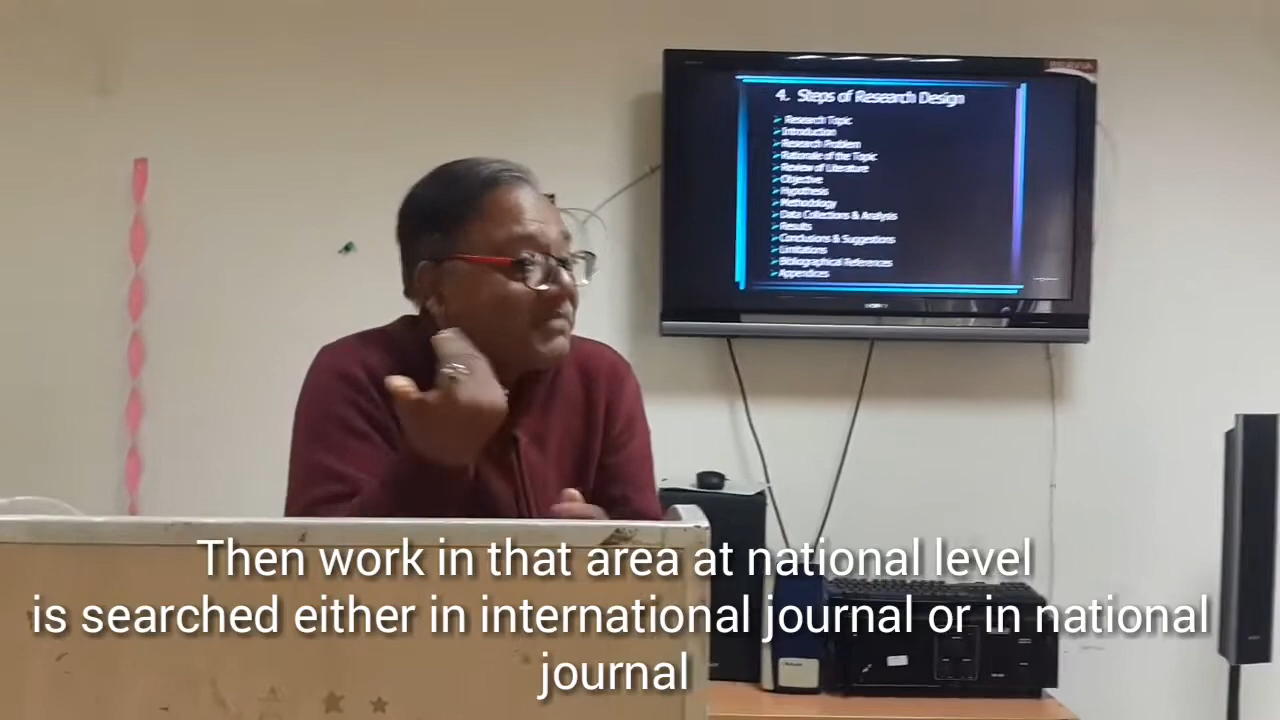 BRAVIA
4. Steps of Research Design
Research Topic
Introduction
Research Problem
Rationale of the Topic
Review of Literature
Objective
Hypothesis
Methodology
Data Collections & Analysis
Results
Conclusions & Suggestions
Limitations
Bibliographical References
Appendices
SONY
Then work in that area at national level
is searched either in international journal or in national
journal